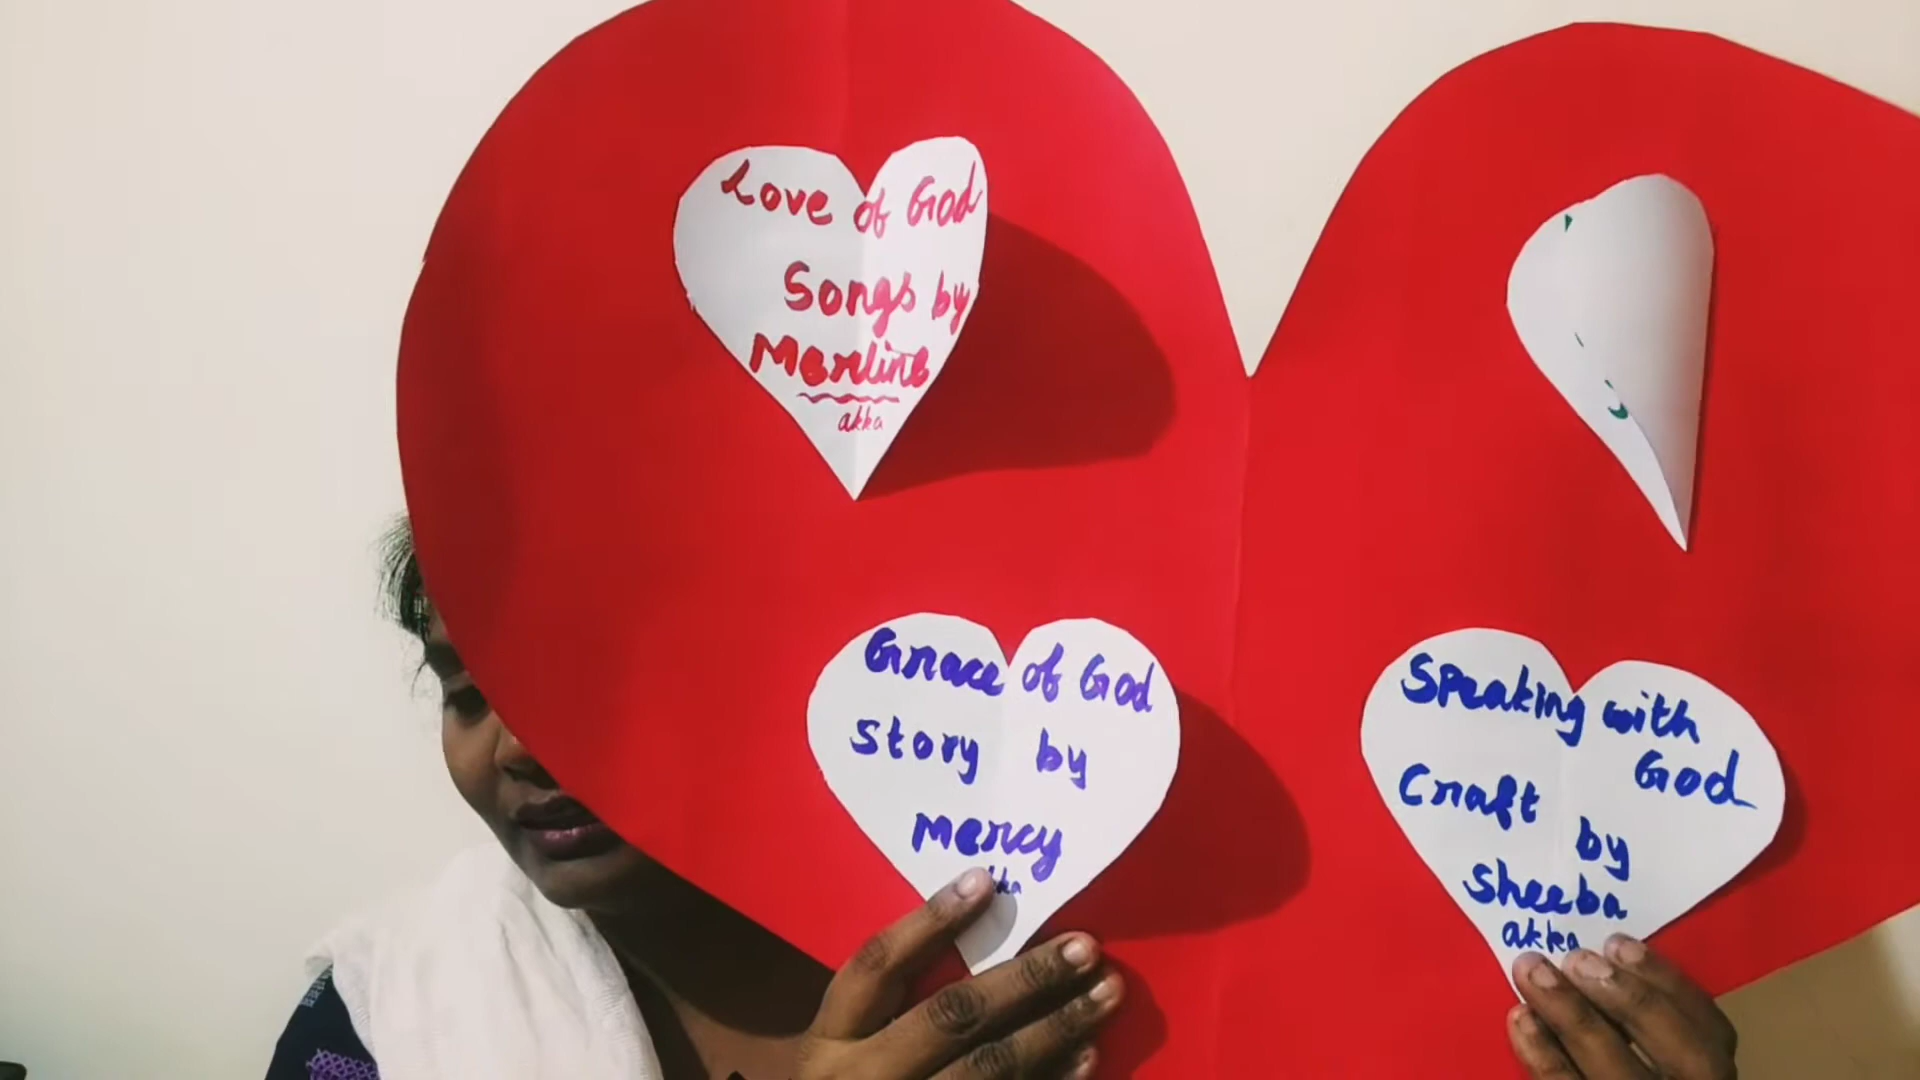 Love of God
Songs by
Merline
akka
Grace of God
Story by
Mercy
Speaking with
God
Craft by
Sheeba
akka